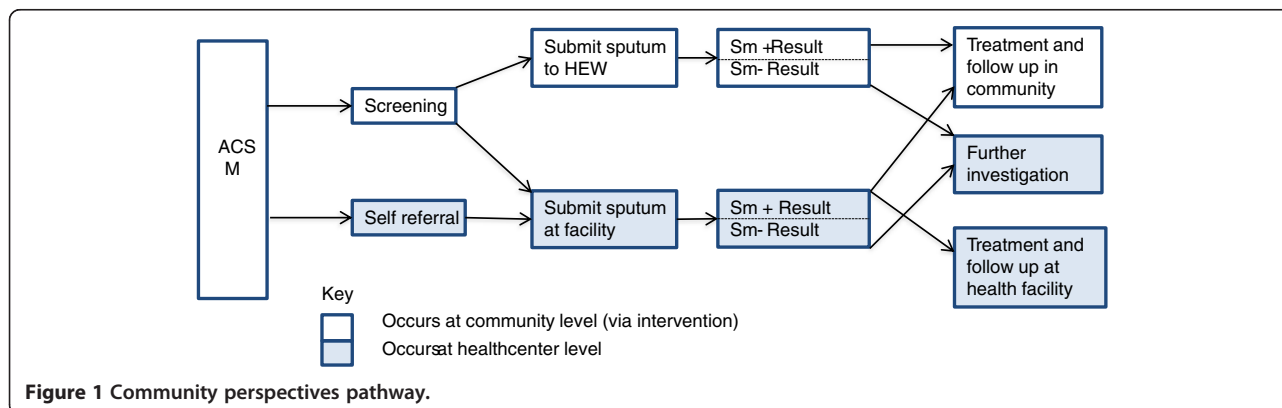 ACS
M
Screening
Self referral
Submit sputum
to HEW
Submit sputum
at facility
Sm +Result
Sm- Result
Sm + Result
Sm- Result
Treatment and
follow up in
community
Further
investigation
Treatment and
follow up at
health facility
Key
Occurs at community level (via intervention)
Occursat healthcenter level
Figure 1 Community perspectives pathway.